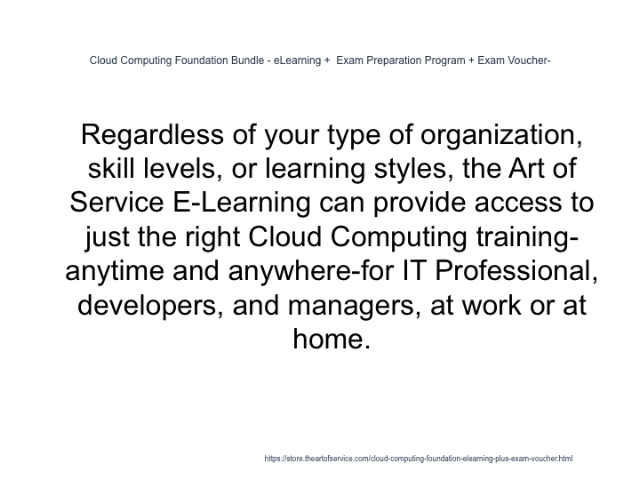 Cloud Computing Foundation Bundle - eLearning +  Exam Preparation Program + Exam Voucher-
Regardless of your type of organization,
skill levels, or learning styles, the Art of
Service E-Learning can provide access to
just the right Cloud Computing training-
anytime and anywhere-for IT Professional,
developers, and managers, at work or at
home.
https://store.theartofservice.com/cloud-computing-foundation-elearning-plus-exam-voucher.html